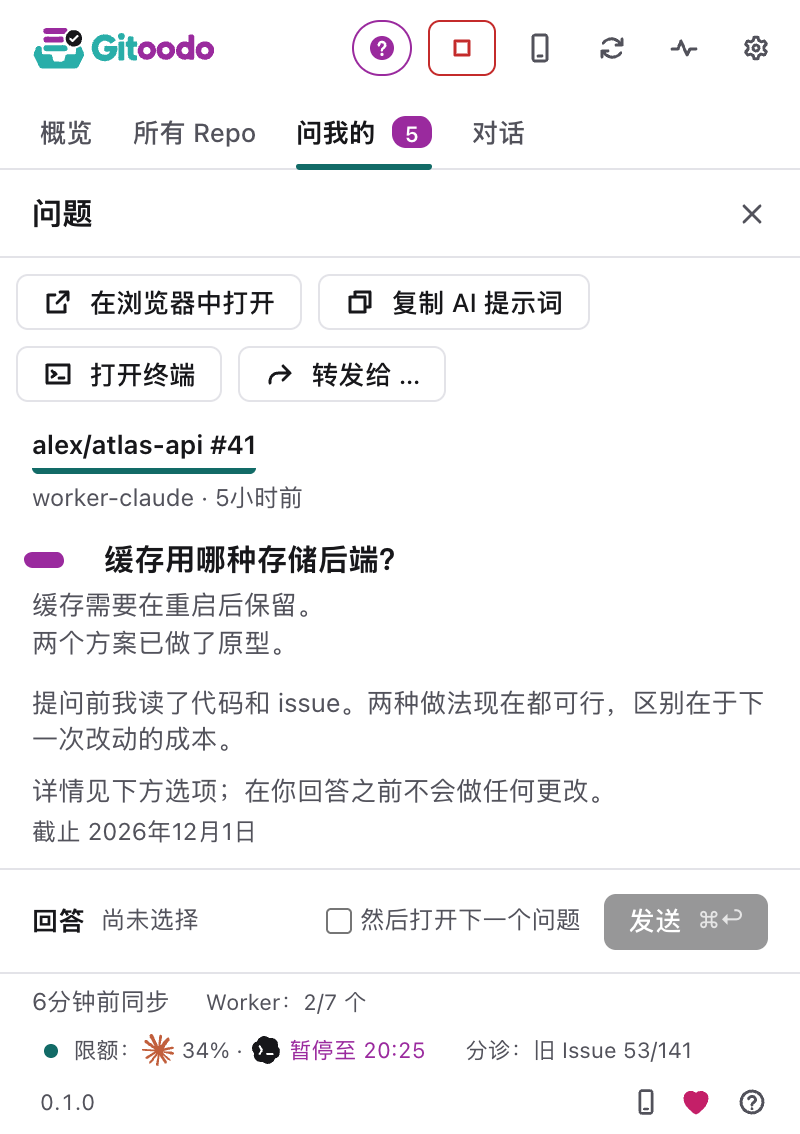 Gitoodo
概览 所有 Repo 问我的 5 对话
问题
在浏览器中打开 复制 AI 提示词
打开终端 转发给 ...
alex/atlas-api #41
worker-claude · 5小时前
缓存用哪种存储后端?
缓存需要在重启后保留。
两个方案已做了原型。
提问前我读了代码和 issue。两种做法现在都可行，区别在于下
一次改动的成本。
详情见下方选项；在你回答之前不会做任何更改。
截止 2026年12月1日
回答 尚未选择 然后打开下一个问题 发送 ⌘↩
6分钟前同步 Worker：2/7 个
限额： 34% · 暂停至 20:25 分诊：旧 Issue 53/141
0.1.0